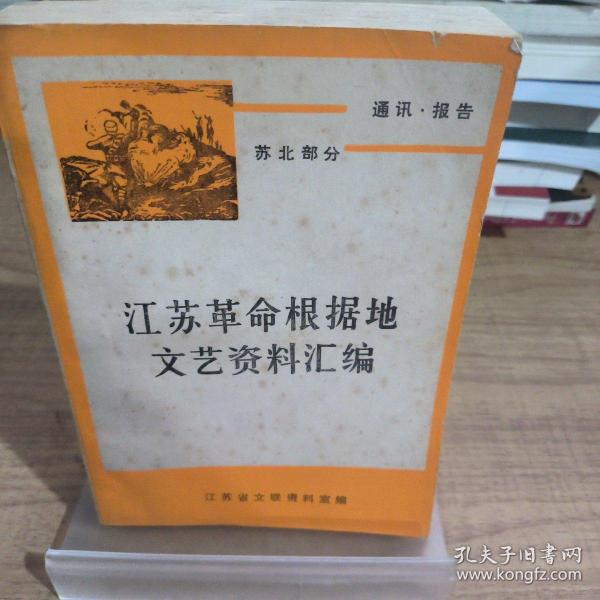 通讯·报告
苏北部分
江苏革命根据地
文艺资料汇编
江苏省文联资料室编
孔夫子旧书网
www.kongfz.com